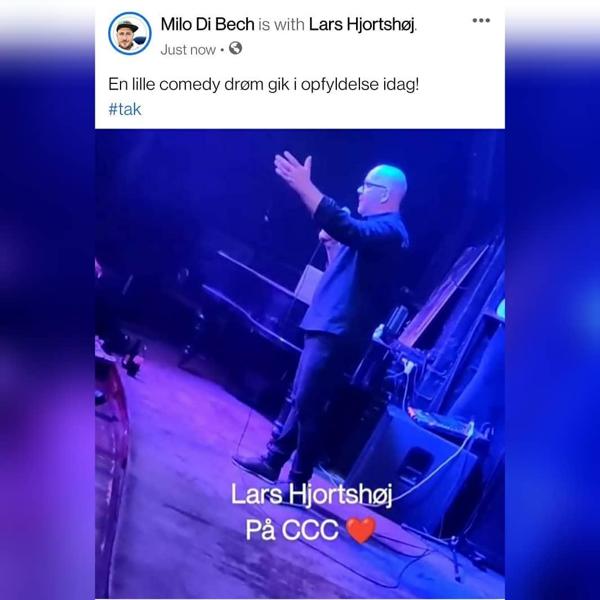 Milo Di Bech is with Lars Hjortshøj.
Just now •
En lille comedy drøm gik i opfyldelse idag!
#tak
Lars Hjortshøj
På CCC ❤️